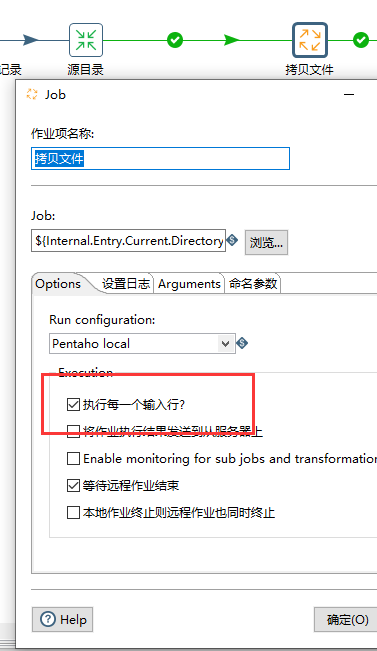 记录
源目录
拷贝文件
Job
作业项名称:
拷贝文件
Job:
${Internal.Entry.Current.Directory
浏览...
Options
设置日志
Arguments
命名参数
Run configuration:
Pentaho local
Execution
执行每一个输入行?
将作业执行结果发送到从服务器上
Enable monitoring for sub jobs and transformation
等待远程作业结束
本地作业终止则远程作业也同时终止
Help
确定(O)